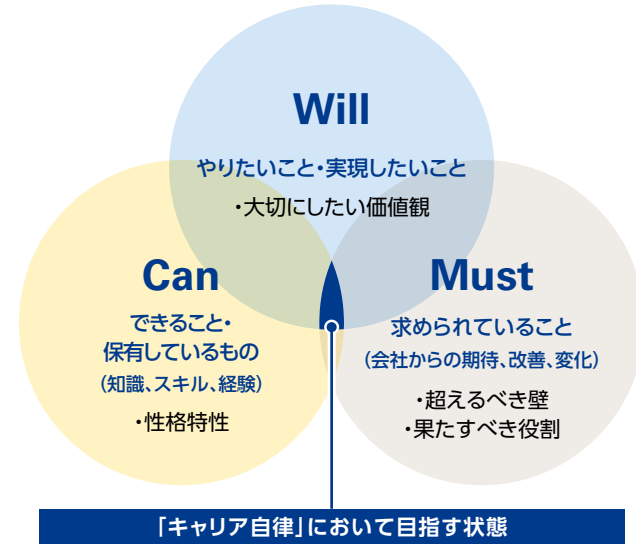 Will
やりたいこと・実現したいこと
・大切にしたい価値観
Can
できること・
保有しているもの
(知識、スキル、経験)
・性格特性
Must
求められていること
(会社からの期待、改善、変化)
・超えるべき壁
・果たすべき役割
「キャリア自律」において目指す状態